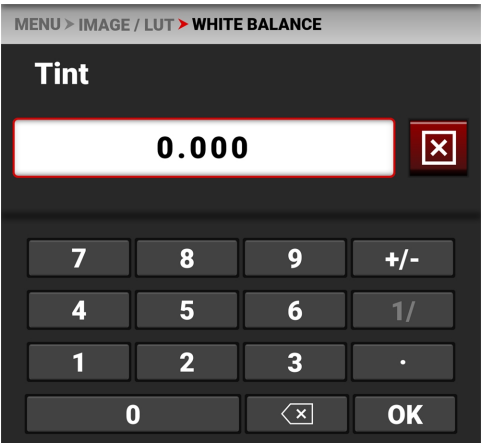 MENU > IMAGE / LUT > WHITE BALANCE
Tint
0.000
7 8 9 +/-
4 5 6 1/
1 2 3 .
0 OK